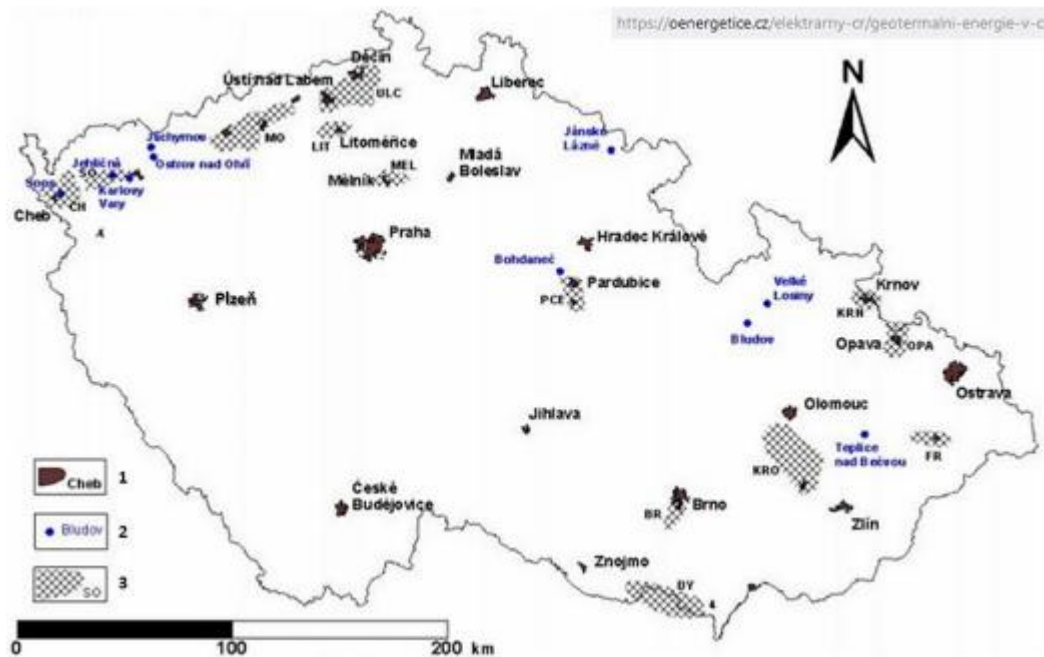 https://oenergetice.cz/elektrarny-cr/geotermalni-energie-v-c
N
Děčín
Ústí nad Labem
ULC
Liberec
Jáchymov
MO
Ostrov nad Ohří
LIT
Litoměřice
Jánské
Lázně
Jehličná
SO
Karlovy
Vary
Mladá
Boleslav
MEL
Mělník
Soos
CH
Cheb
Praha
Hradec Králové
Bohdaneč
Pardubice
PCE
Plzeň
Velké
Losiny
Bludov
Krnov
KRN
Opava
OPA
Ostrava
Jihlava
Olomouc
KRO
Teplice
nad Bečvou
FR
České
Budějovice
Brno
BR
Zlín
Znojmo
DY
Cheb 1
Bludov 2
SO 3
0 100 200 km